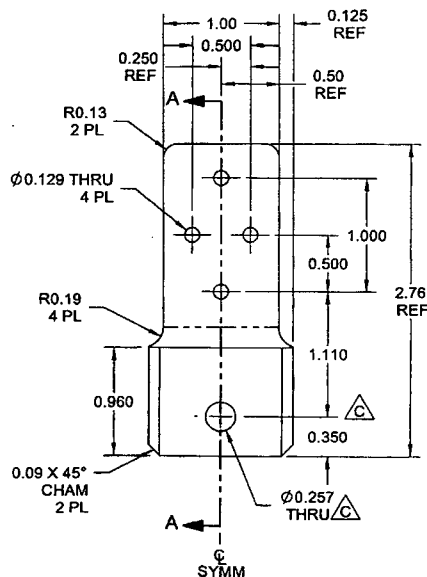 1.00
0.125
REF
0.500
0.250
REF
0.50
REF
A
R0.13
2 PL
Ø0.129 THRU
4 PL
1.000
0.500
2.76
REF
R0.19
4 PL
1.110
0.960
C
0.350
0.09 X 45°
CHAM
2 PL
Ø0.257
THRU C
A
℄
SYMM